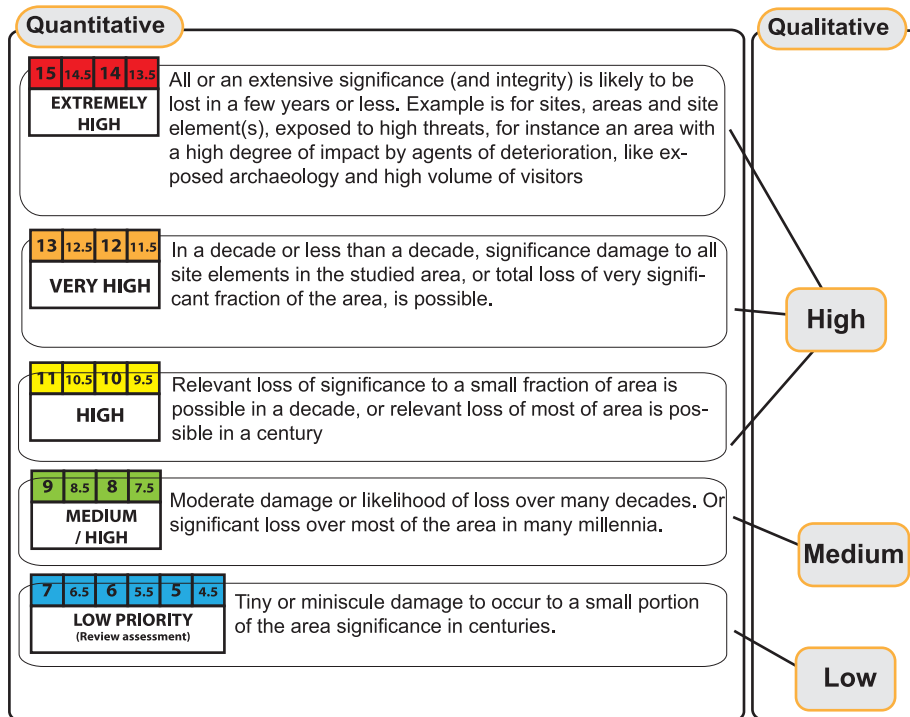 Quantitative
Qualitative
15 14.5 14 13.5
EXTREMELY
HIGH
All or an extensive significance (and integrity) is likely to be
lost in a few years or less. Example is for sites, areas and site
element(s), exposed to high threats, for instance an area with
a high degree of impact by agents of deterioration, like ex-
posed archaeology and high volume of visitors
13 12.5 12 11.5
VERY HIGH
In a decade or less than a decade, significance damage to all
site elements in the studied area, or total loss of very signifi-
cant fraction of the area, is possible.
High
11 10.5 10 9.5
HIGH
Relevant loss of significance to a small fraction of area is
possible in a decade, or relevant loss of most of area is pos-
sible in a century
9 8.5 8 7.5
MEDIUM
/ HIGH
Moderate damage or likelihood of loss over many decades. Or
significant loss over most of the area in many millennia.
Medium
7 6.5 6 5.5 5 4.5
LOW PRIORITY
(Review assessment)
Tiny or miniscule damage to occur to a small portion
of the area significance in centuries.
Low